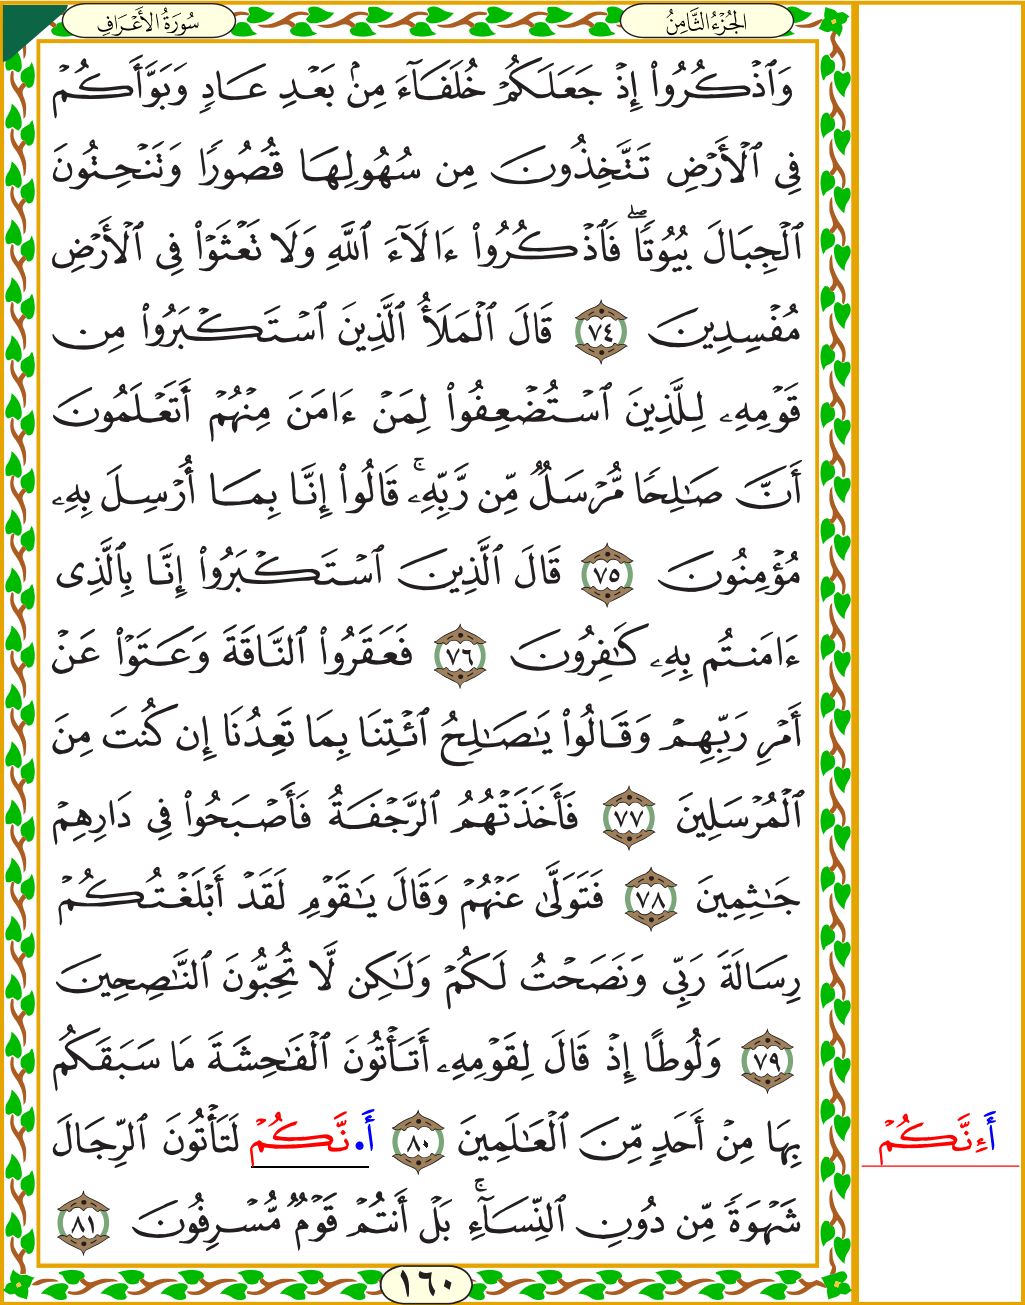 سُورَةُ الأَعْرَافِ
الجُزْءُ الثَّامِنُ
وَٱذْكُرُوا۟ إِذْ جَعَلَكُمْ خُلَفَآءَ مِنۢ بَعْدِ عَادٍ وَبَوَّأَكُمْ
فِى ٱلْأَرْضِ تَتَّخِذُونَ مِن سُهُولِهَا قُصُورًا وَتَنْحِتُونَ
ٱلْجِبَالَ بُيُوتًا ۖ فَٱذْكُرُوا۟ ءَالَآءَ ٱللَّهِ وَلَا تَعْثَوْا۟ فِى ٱلْأَرْضِ
مُفْسِدِينَ ٧٤ قَالَ ٱلْمَلَأُ ٱلَّذِينَ ٱسْتَكْبَرُوا۟ مِن
قَوْمِهِۦ لِلَّذِينَ ٱسْتُضْعِفُوا۟ لِمَنْ ءَامَنَ مِنْهُمْ أَتَعْلَمُونَ
أَنَّ صَٰلِحًا مُّرْسَلٌ مِّن رَّبِّهِۦ ۚ قَالُوا۟ إِنَّا بِمَا أُرْسِلَ بِهِۦ
مُؤْمِنُونَ ٧٥ قَالَ ٱلَّذِينَ ٱسْتَكْبَرُوا۟ إِنَّا بِٱلَّذِى
ءَامَنتُم بِهِۦ كَٰفِرُونَ ٧٦ فَعَقَرُوا۟ ٱلنَّاقَةَ وَعَتَوْا۟ عَنْ
أَمْرِ رَبِّهِمْ وَقَالُوا۟ يَٰصَٰلِحُ ٱئْتِنَا بِمَا تَعِدُنَا إِن كُنتَ مِنَ
ٱلْمُرْسَلِينَ ٧٧ فَأَخَذَتْهُمُ ٱلرَّجْفَةُ فَأَصْبَحُوا۟ فِى دَارِهِمْ
جَٰثِمِينَ ٧٨ فَتَوَلَّىٰ عَنْهُمْ وَقَالَ يَٰقَوْمِ لَقَدْ أَبْلَغْتُكُمْ
رِسَالَةَ رَبِّى وَنَصَحْتُ لَكُمْ وَلَٰكِن لَّا تُحِبُّونَ ٱلنَّٰصِحِينَ
٧٩ وَلُوطًا إِذْ قَالَ لِقَوْمِهِۦ أَتَأْتُونَ ٱلْفَٰحِشَةَ مَا سَبَقَكُم
بِهَا مِنْ أَحَدٍ مِّنَ ٱلْعَٰلَمِينَ ٨٠ أَ.نَّكُمْ لَتَأْتُونَ ٱلرِّجَالَ
أَءِنَّكُمْ
شَهْوَةً مِّن دُونِ ٱلنِّسَآءِ ۚ بَلْ أَنتُمْ قَوْمٌ مُّسْرِفُونَ ٨١
١٦٠